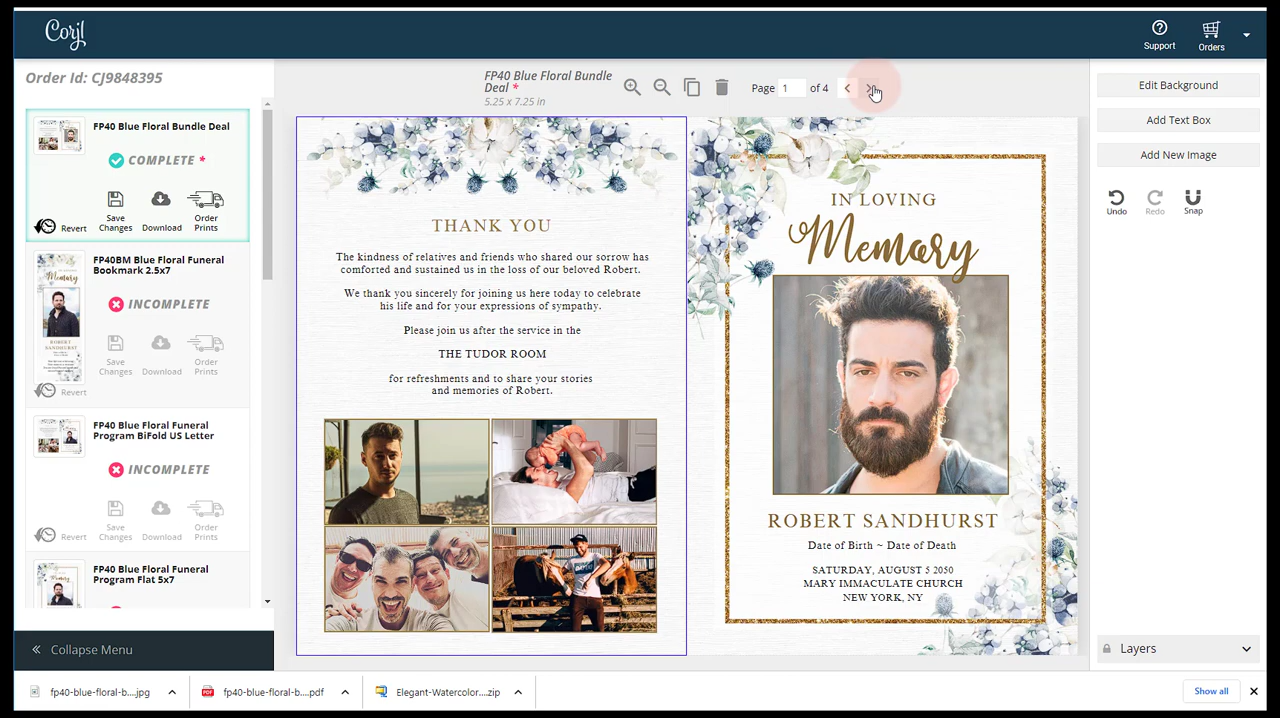 Corjl
Support
Orders
Order Id: CJ9848395
FP40 Blue Floral Bundle Deal
COMPLETE *
Revert
Save Changes
Download
Order Prints
FP40BM Blue Floral Funeral
Bookmark 2.5x7
INCOMPLETE
Revert
Save Changes
Download
Order Prints
FP40 Blue Floral Funeral
Program BiFold US Letter
INCOMPLETE
Revert
Save Changes
Download
Order Prints
FP40 Blue Floral Funeral
Program Flat 5x7
Collapse Menu
FP40 Blue Floral Bundle
Deal *
5.25 x 7.25 in
Page 1 of 4
THANK YOU
The kindness of relatives and friends who shared our sorrow has
comforted and sustained us in the loss of our beloved Robert.
We thank you sincerely for joining us here today to celebrate
his life and for your expressions of sympathy.
Please join us after the service in the
THE TUDOR ROOM
for refreshments and to share your stories
and memories of Robert.
IN LOVING
Memory
ROBERT SANDHURST
Date of Birth ~ Date of Death
SATURDAY, AUGUST 5 2050
MARY IMMACULATE CHURCH
NEW YORK, NY
Edit Background
Add Text Box
Add New Image
Undo
Redo
Snap
Layers
fp40-blue-floral-b....jpg
fp40-blue-floral-b....pdf
Elegant-Watercolor....zip
Show all